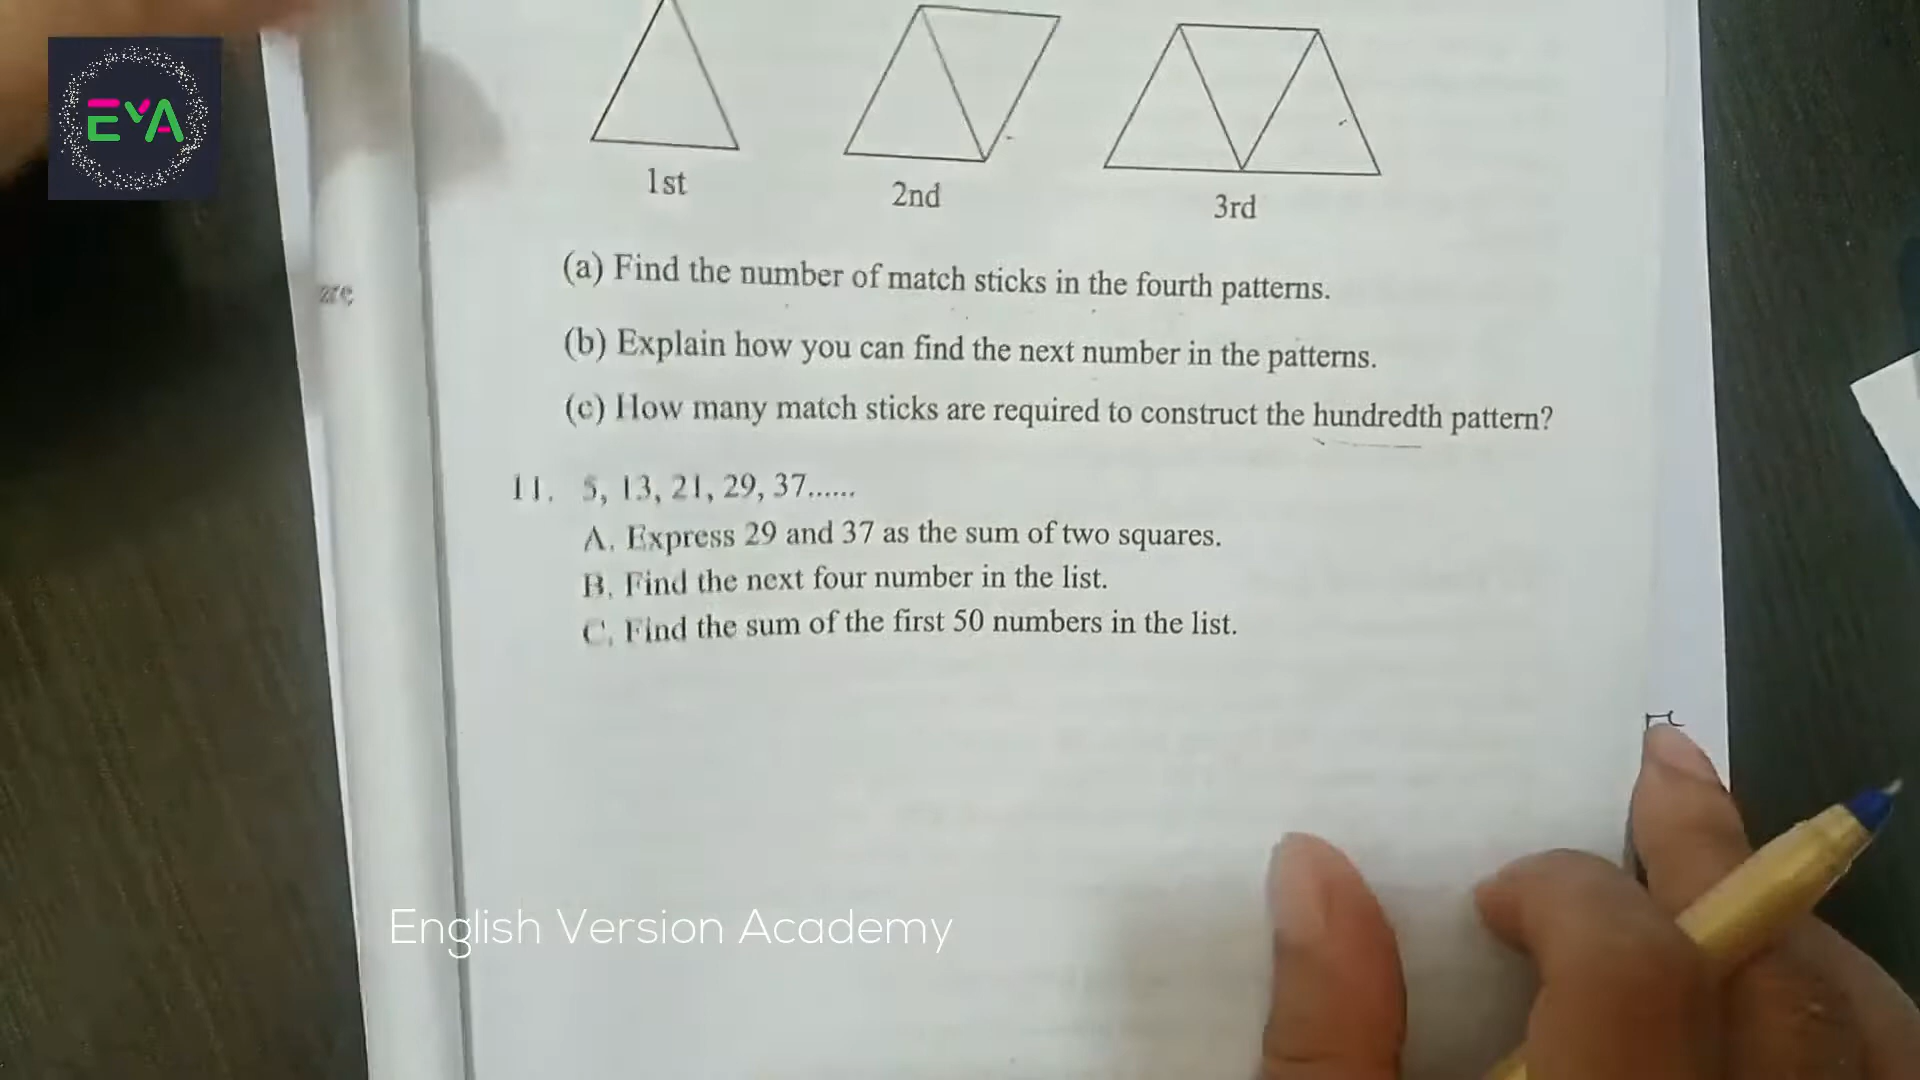 EYA
1st
2nd
3rd
are
(a) Find the number of match sticks in the fourth patterns.
(b) Explain how you can find the next number in the patterns.
(c) How many match sticks are required to construct the hundredth pattern?
11. 5, 13, 21, 29, 37......
A. Express 29 and 37 as the sum of two squares.
B. Find the next four number in the list.
C. Find the sum of the first 50 numbers in the list.
English Version Academy